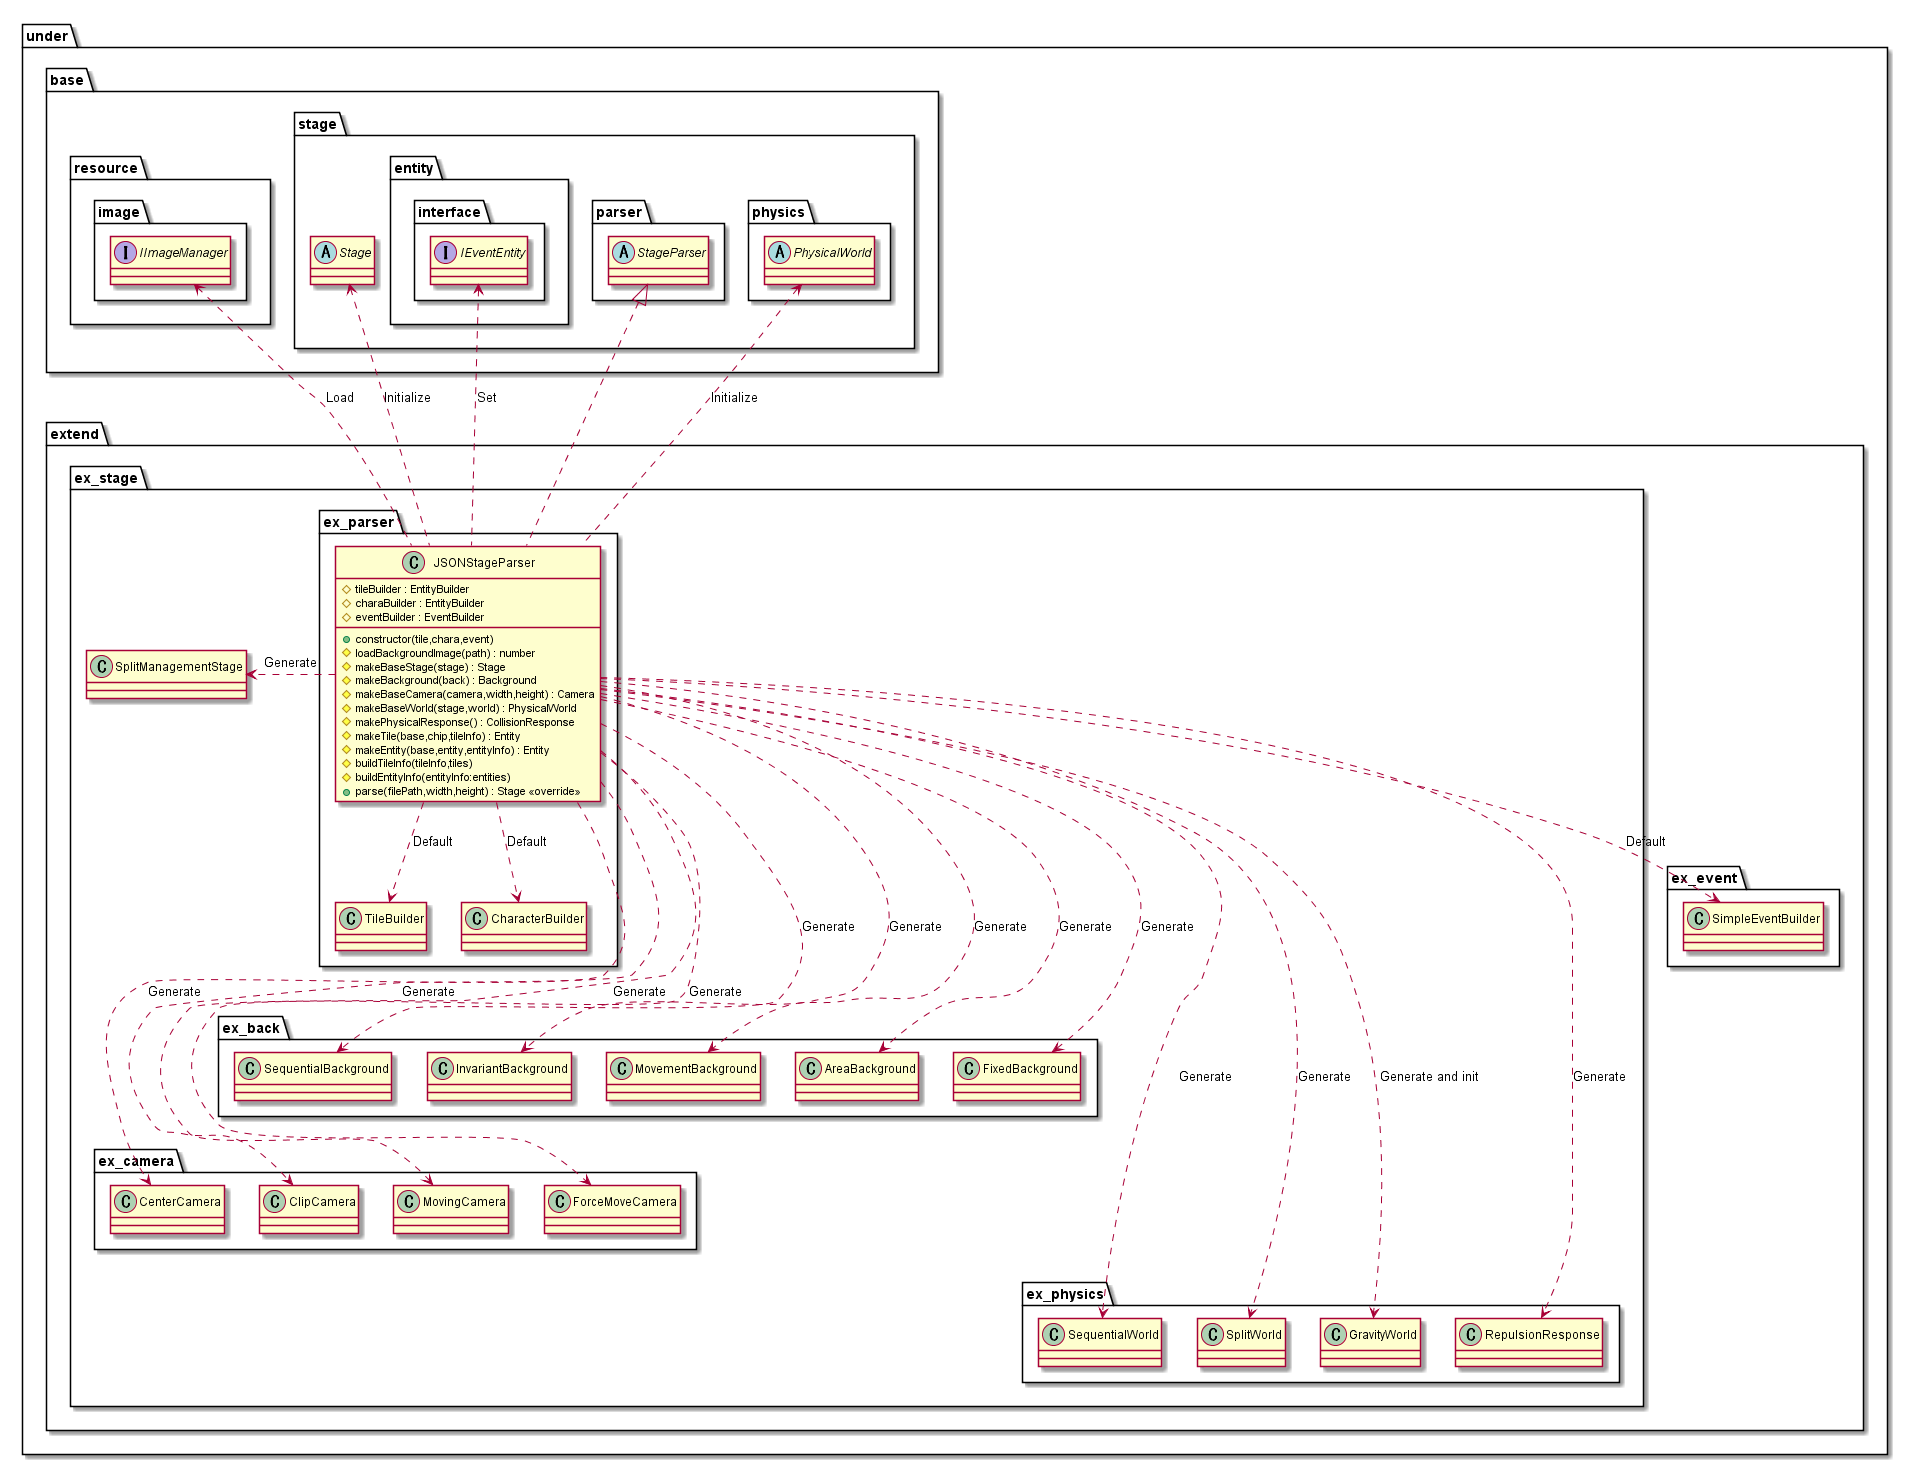 under
base
stage
resource
entity
image
interface
parser
physics
IImageManager
Stage
IEventEntity
StageParser
PhysicalWorld
Load
Initialize
Set
Initialize
extend
ex_stage
ex_parser
JSONStageParser
tileBuilder : EntityBuilder
charaBuilder : EntityBuilder
eventBuilder : EventBuilder
constructor(tile,chara,event)
loadBackgroundImage(path) : number
makeBaseStage(stage) : Stage
makeBackground(back) : Background
makeBaseCamera(camera,width,height) : Camera
makeBaseWorld(stage,world) : PhysicalWorld
makePhysicalResponse() : CollisionResponse
makeTile(base,chip,tileInfo) : Entity
makeEntity(base,entity,entityInfo) : Entity
buildTileInfo(tileInfo,tiles)
buildEntityInfo(entityInfo:entities)
parse(filePath,width,height) : Stage «override»
SplitManagementStage
Generate
Default
Default
Default
ex_event
TileBuilder
CharacterBuilder
SimpleEventBuilder
Generate
Generate
Generate
Generate
Generate
Generate
Generate
Generate
Generate
ex_back
SequentialBackground
InvariantBackground
MovementBackground
AreaBackground
FixedBackground
Generate
Generate
Generate and init
Generate
ex_camera
CenterCamera
ClipCamera
MovingCamera
ForceMoveCamera
ex_physics
SequentialWorld
SplitWorld
GravityWorld
RepulsionResponse